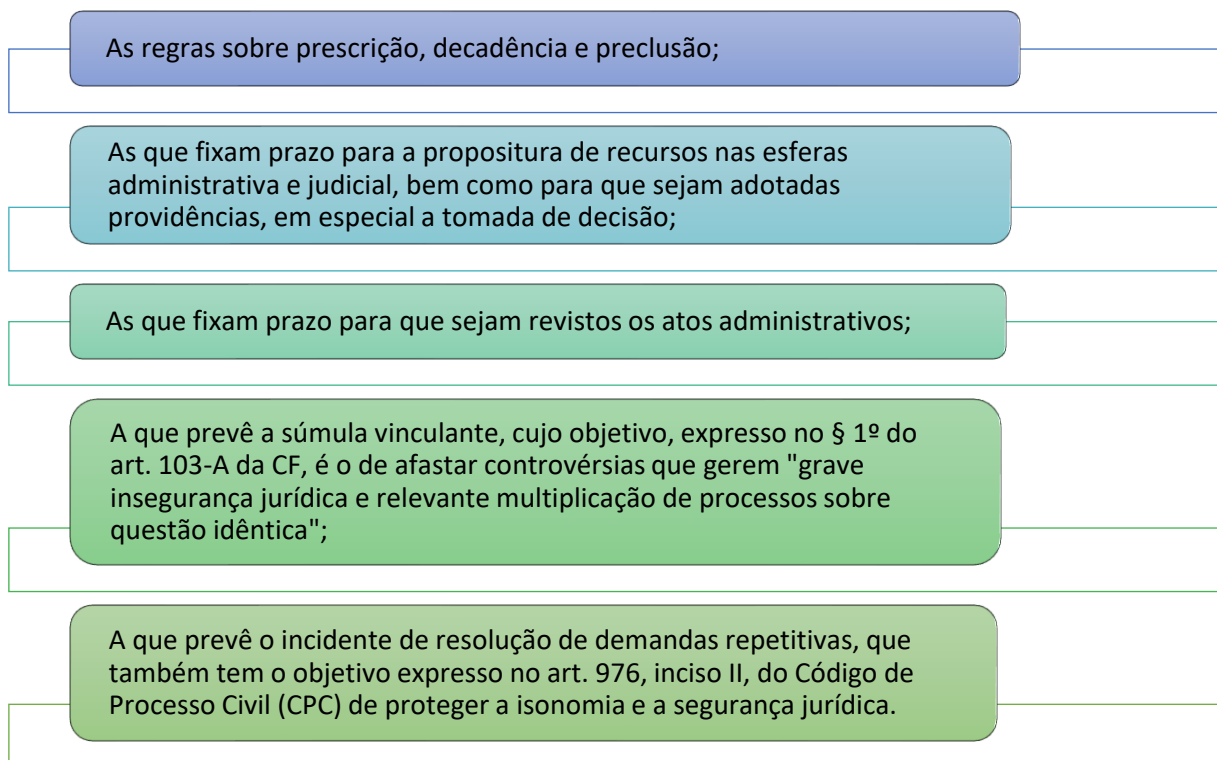 As regras sobre prescrição, decadência e preclusão;
As que fixam prazo para a propositura de recursos nas esferas
administrativa e judicial, bem como para que sejam adotadas
providências, em especial a tomada de decisão;
As que fixam prazo para que sejam revistos os atos administrativos;
A que prevê a súmula vinculante, cujo objetivo, expresso no § 1º do
art. 103-A da CF, é o de afastar controvérsias que gerem "grave
insegurança jurídica e relevante multiplicação de processos sobre
questão idêntica";
A que prevê o incidente de resolução de demandas repetitivas, que
também tem o objetivo expresso no art. 976, inciso II, do Código de
Processo Civil (CPC) de proteger a isonomia e a segurança jurídica.